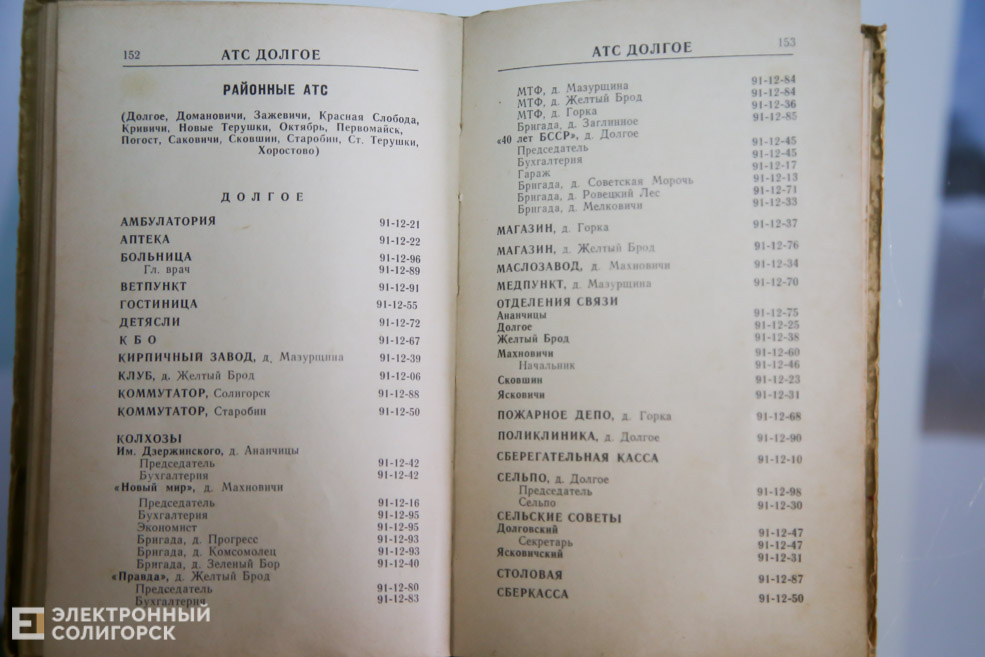 152 АТС ДОЛГОЕ
РАЙОННЫЕ АТС
(Долгое, Домановичи, Зажевичи, Красная Слобода,
Кривичи, Новые Терушки, Октябрь, Первомайск,
Погост, Саковичи, Сковшин, Старобин, Ст. Терушки,
Хоростово)
ДОЛГОЕ
АМБУЛАТОРИЯ 91-12-21
АПТЕКА 91-12-22
БОЛЬНИЦА 91-12-96
Гл. врач 91-12-89
ВЕТПУНКТ 91-12-91
ГОСТИНИЦА 91-12-55
ДЕТЯСЛИ 91-12-72
К Б О 91-12-67
КИРПИЧНЫЙ ЗАВОД, д. Мазурщина 91-12-39
КЛУБ, д. Желтый Брод 91-12-06
КОММУТАТОР, Солигорск 91-12-88
КОММУТАТОР, Старобин 91-12-50
КОЛХОЗЫ
Им. Дзержинского, д. Ананчицы
Председатель 91-12-42
Бухгалтерия 91-12-42
«Новый мир», д. Махновичи
Председатель 91-12-16
Бухгалтерия 91-12-95
Экономист 91-12-95
Бригада, д. Прогресс 91-12-93
Бригада, д. Комсомолец 91-12-93
Бригада, д. Зеленый Бор 91-12-40
«Правда», д. Желтый Брод
Председатель 91-12-80
Бухгалтерия 91-12-83
АТС ДОЛГОЕ 153
МТФ, д. Мазурщина 91-12-84
МТФ, д. Желтый Брод 91-12-84
МТФ, д. Горка 91-12-36
Бригада, д. Заглинное 91-12-85
«40 лет БССР», д. Долгое
Председатель 91-12-45
Бухгалтерия 91-12-45
Гараж 91-12-17
Бригада, д. Советская Морочь 91-12-13
Бригада, д. Ровецкий Лес 91-12-71
Бригада, д. Мелковичи 91-12-33
МАГАЗИН, д. Горка 91-12-37
МАГАЗИН, д. Желтый Брод 91-12-76
МАСЛОЗАВОД, д. Махновичи 91-12-34
МЕДПУНКТ, д. Мазурщина 91-12-70
ОТДЕЛЕНИЯ СВЯЗИ
Ананчицы 91-12-75
Долгое 91-12-25
Желтый Брод 91-12-38
Махновичи 91-12-60
Начальник 91-12-46
Сковшин 91-12-23
Ясковичи 91-12-31
ПОЖАРНОЕ ДЕПО, д. Горка 91-12-68
ПОЛИКЛИНИКА, д. Долгое 91-12-90
СБЕРЕГАТЕЛЬНАЯ КАССА 91-12-10
СЕЛЬПО, д. Долгое
Председатель 91-12-98
Сельпо 91-12-30
СЕЛЬСКИЕ СОВЕТЫ
Долговский 91-12-47
Секретарь 91-12-47
Ясковичский 91-12-31
СТОЛОВАЯ 91-12-87
СБЕРКАССА 91-12-50
ЭЛЕКТРОННЫЙ
СОЛИГОРСК